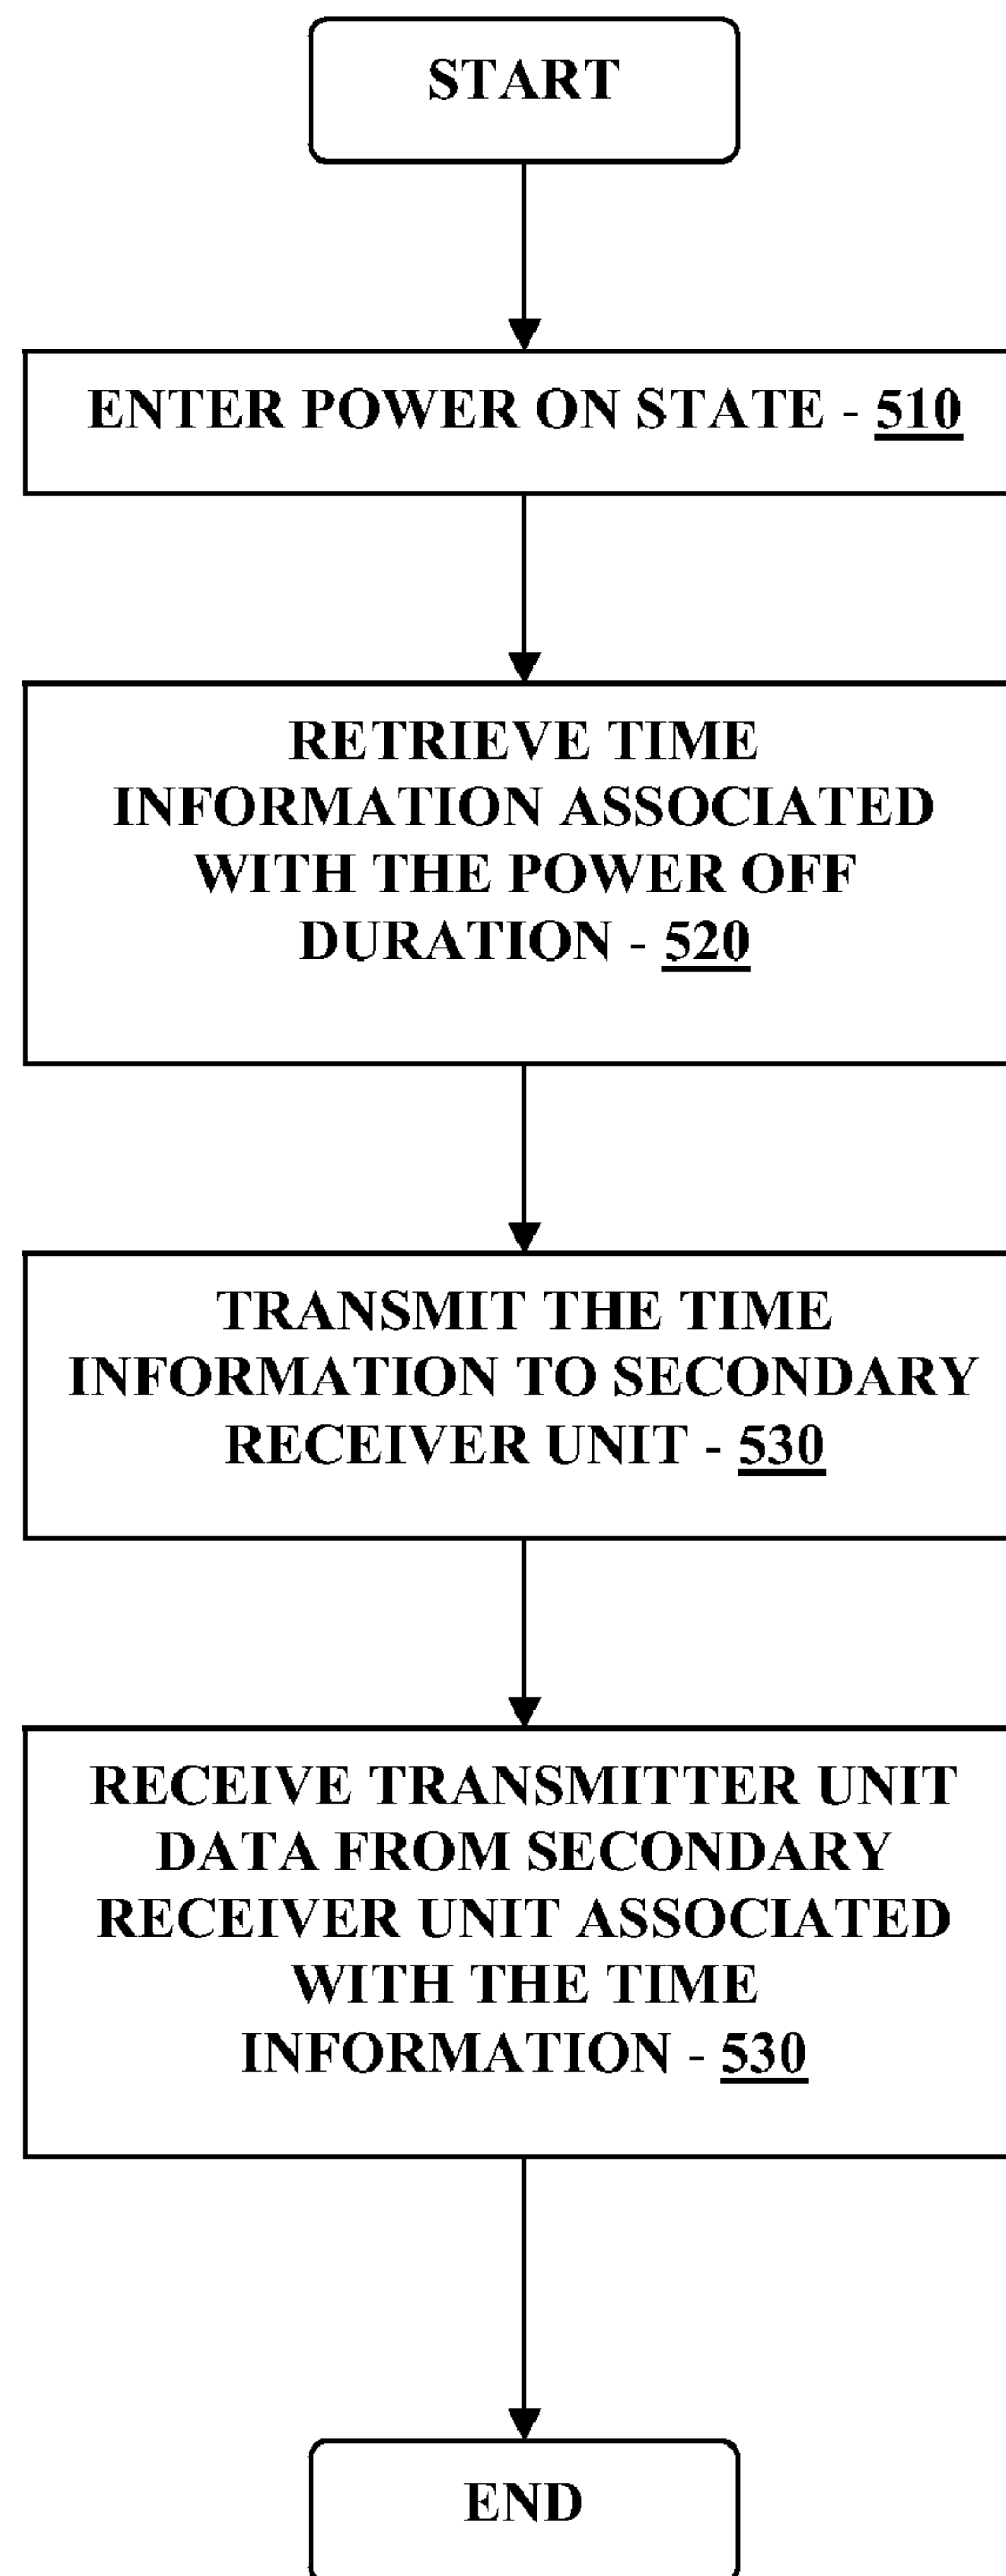 START
ENTER POWER ON STATE - 510
RETRIEVE TIME
INFORMATION ASSOCIATED
WITH THE POWER OFF
DURATION - 520
TRANSMIT THE TIME
INFORMATION TO SECONDARY
RECEIVER UNIT - 530
RECEIVE TRANSMITTER UNIT
DATA FROM SECONDARY
RECEIVER UNIT ASSOCIATED
WITH THE TIME
INFORMATION - 530
END